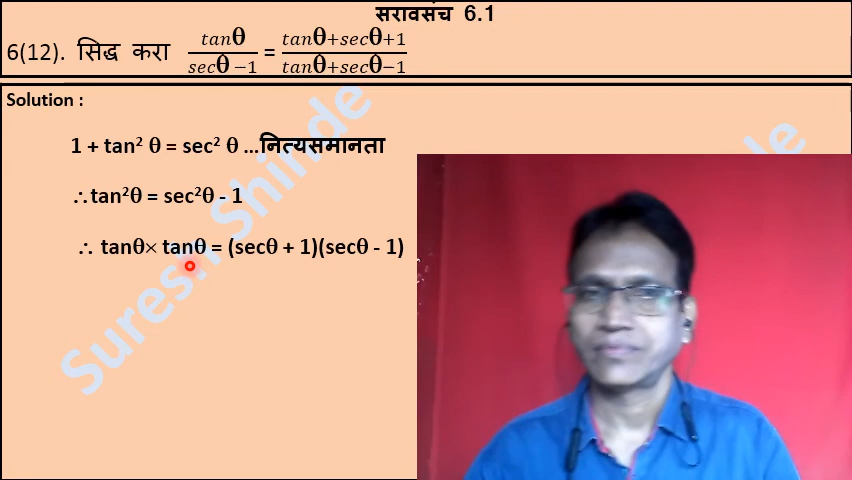 सरावसंच 6.1
6(12). सिद्ध करा tanθ/secθ−1 = tanθ+secθ+1/tanθ+secθ−1
Solution :
1 + tan² θ = sec² θ ...नित्यसमानता
∴tan²θ = sec²θ - 1
∴ tanθ× tanθ = (secθ + 1)(secθ - 1)
Suresh Shinde